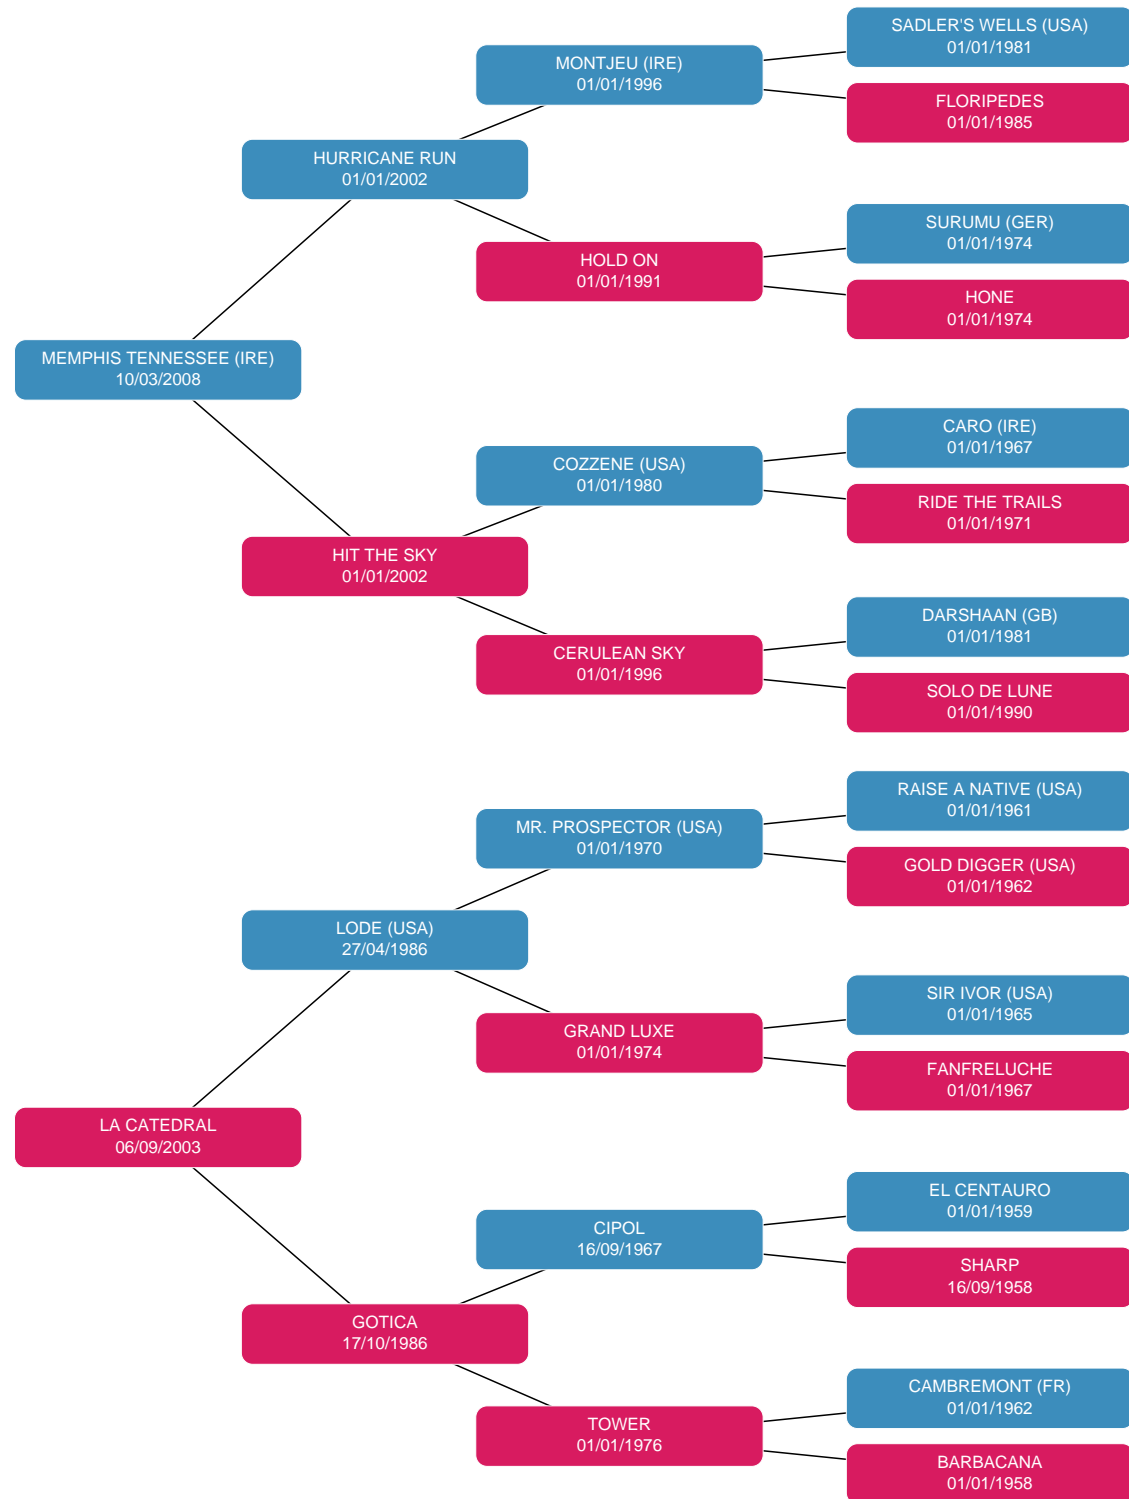 SADLER'S WELLS (USA)
01/01/1981
MONTJEU (IRE)
01/01/1996
FLORIPEDES
01/01/1985
HURRICANE RUN
01/01/2002
SURUMU (GER)
01/01/1974
HOLD ON
01/01/1991
HONE
01/01/1974
MEMPHIS TENNESSEE (IRE)
10/03/2008
CARO (IRE)
01/01/1967
COZZENE (USA)
01/01/1980
RIDE THE TRAILS
01/01/1971
HIT THE SKY
01/01/2002
DARSHAAN (GB)
01/01/1981
CERULEAN SKY
01/01/1996
SOLO DE LUNE
01/01/1990
RAISE A NATIVE (USA)
01/01/1961
MR. PROSPECTOR (USA)
01/01/1970
GOLD DIGGER (USA)
01/01/1962
LODE (USA)
27/04/1986
SIR IVOR (USA)
01/01/1965
GRAND LUXE
01/01/1974
FANFRELUCHE
01/01/1967
LA CATEDRAL
06/09/2003
EL CENTAURO
01/01/1959
CIPOL
16/09/1967
SHARP
16/09/1958
GOTICA
17/10/1986
CAMBREMONT (FR)
01/01/1962
TOWER
01/01/1976
BARBACANA
01/01/1958